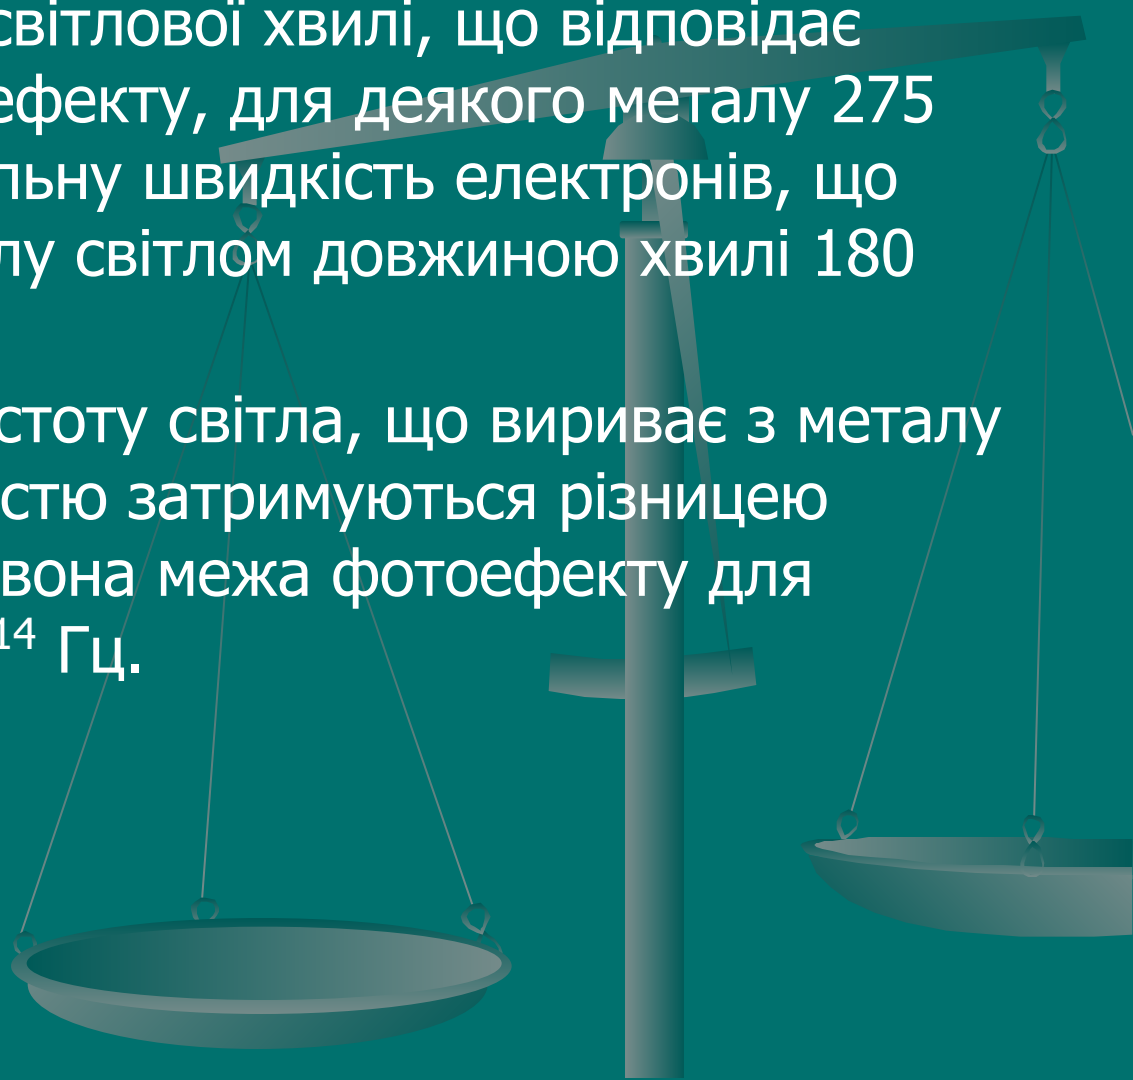 світлової хвилі, що відповідає
ефекту, для деякого металу 275
льну швидкість електронів, що
лу світлом довжиною хвилі 180
стоту світла, що вириває з металу
стю затримуються різницею
вона межа фотоефекту для
14 Гц.